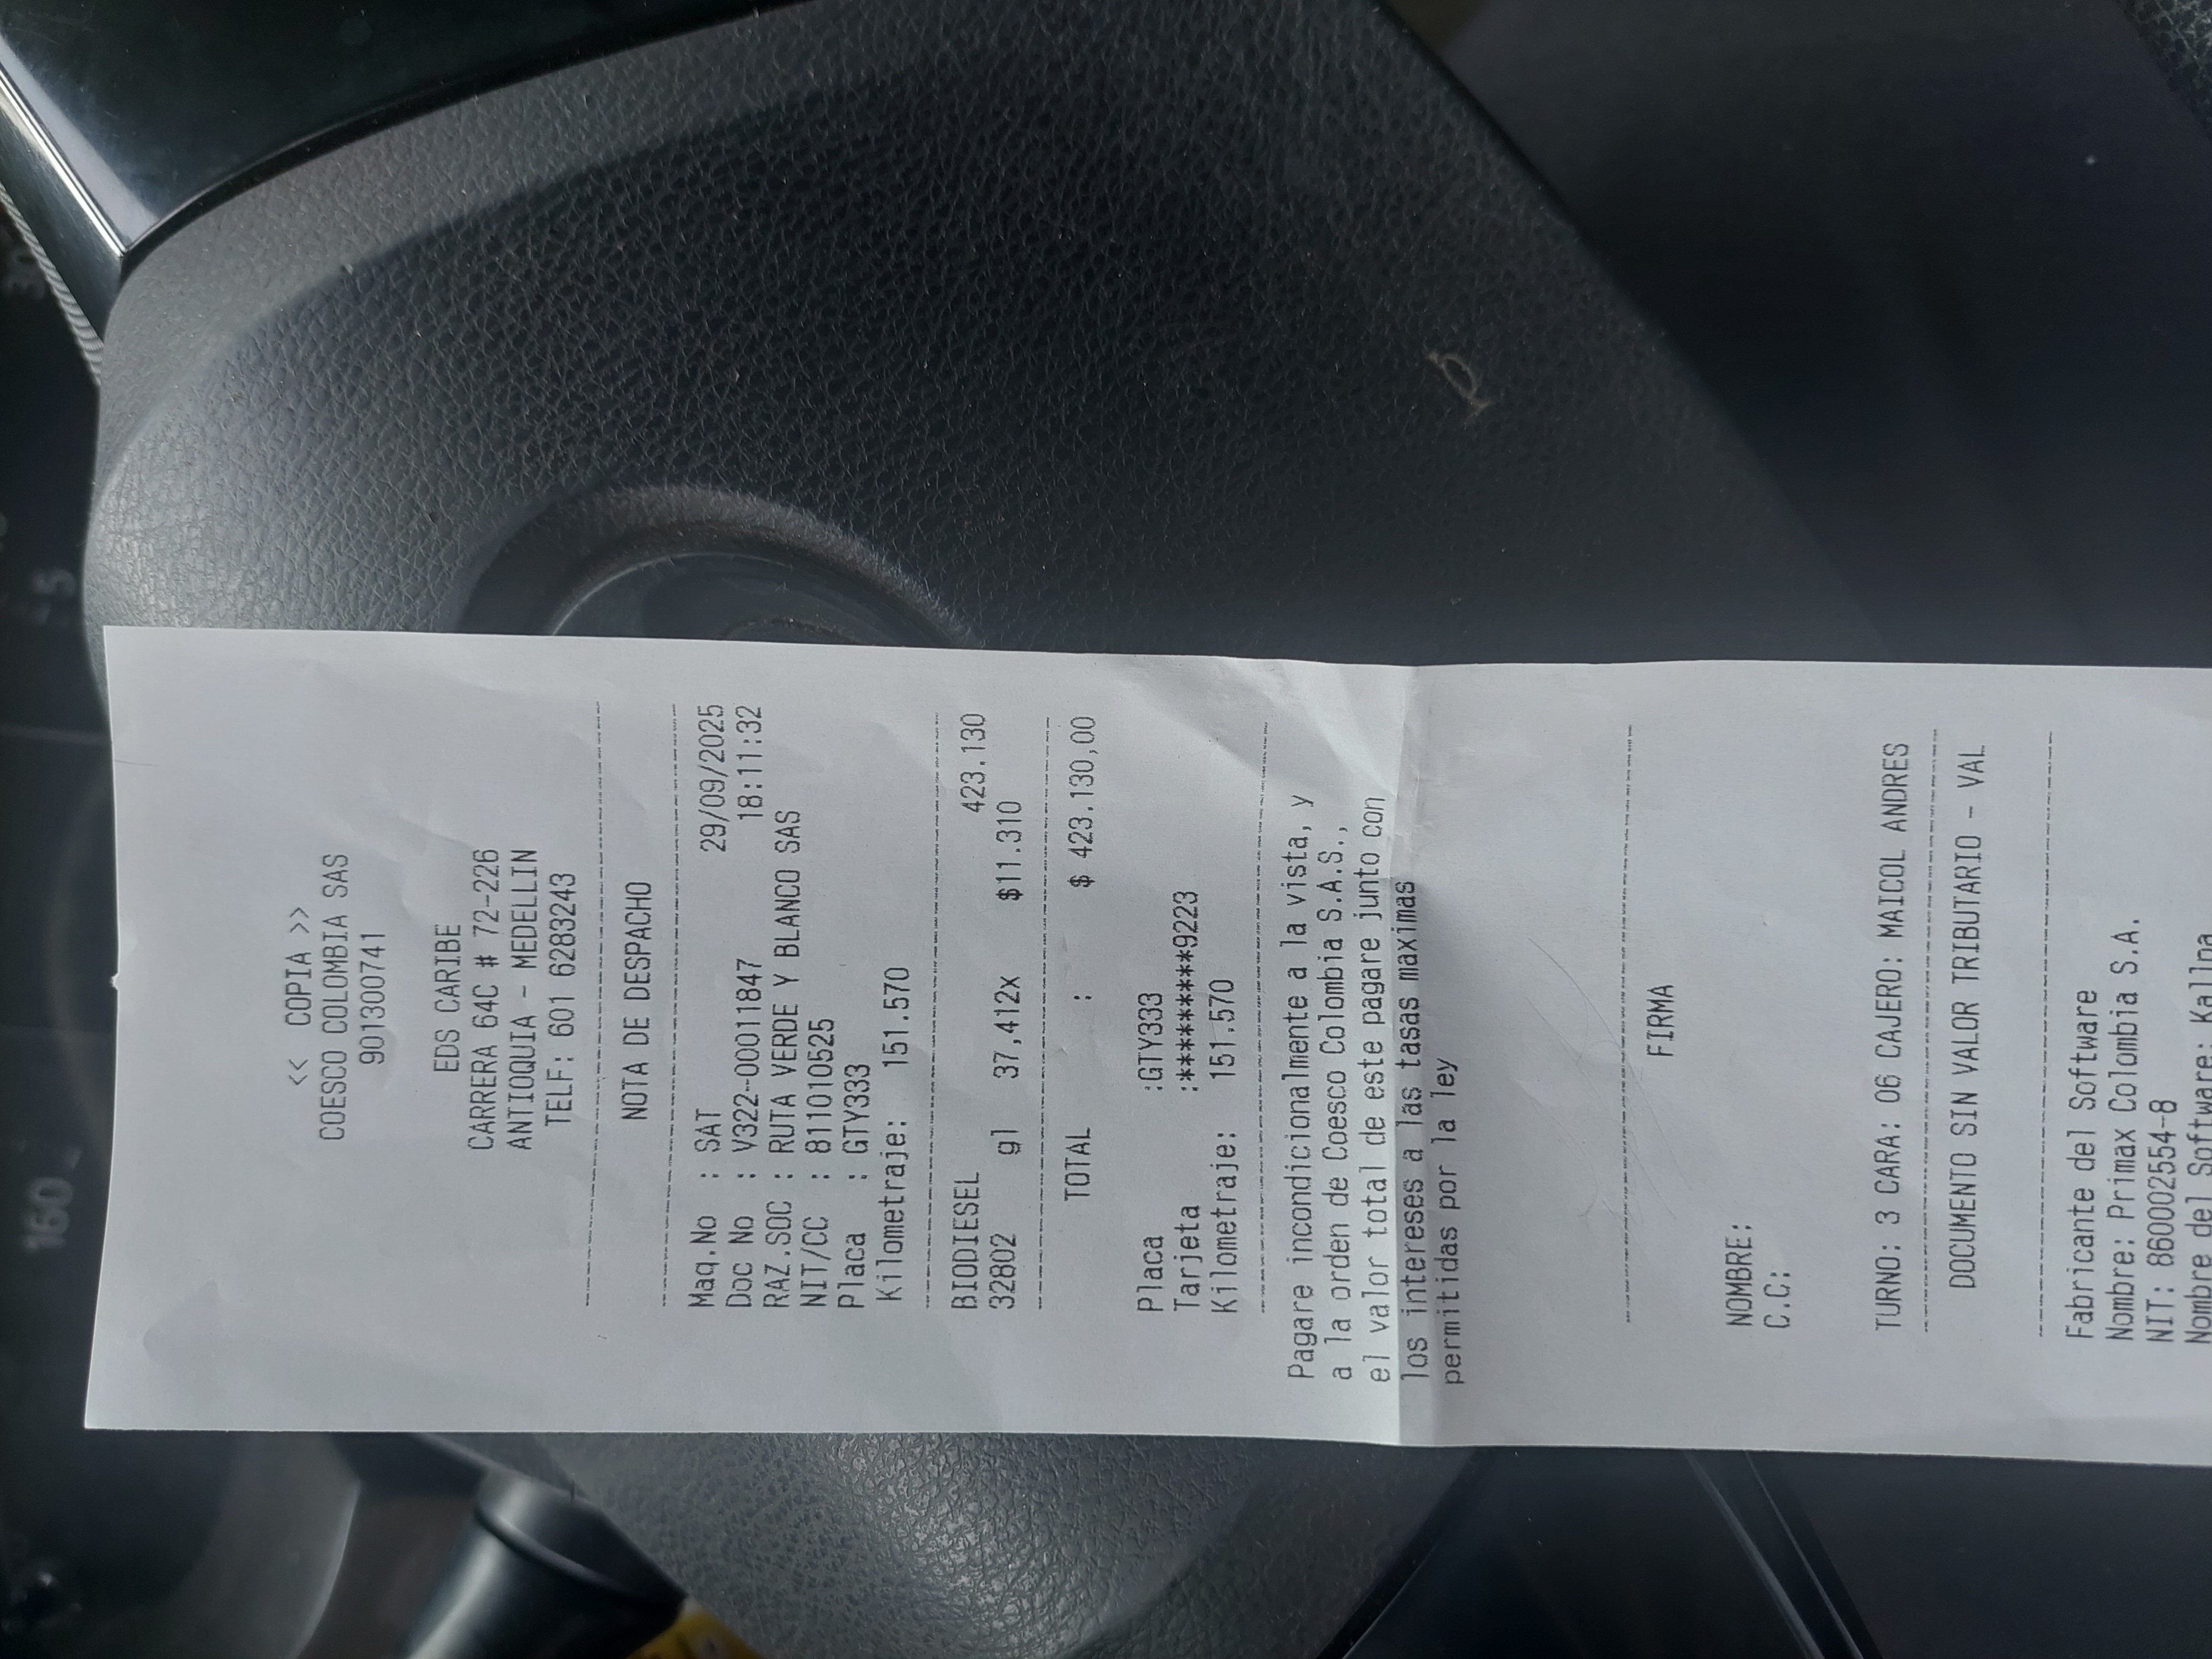 << COPIA >>
COESCO COLOMBIA SAS
901300741
EDS CARIBE
CARRERA 64C # 72-226
ANTIOQUIA - MEDELLIN
TELF: 601 6283243
NOTA DE DESPACHO
Maq.No : SAT 29/09/2025
Doc No : V322-00011847 18:11:32
RAZ.SOC : RUTA VERDE Y BLANCO SAS
NIT/CC : 811010525
Placa : GTY333
Kilometraje: 151.570
BIODIESEL 423.130
32802 gl 37,412x $11.310
TOTAL : $ 423.130,00
Placa :GTY333
Tarjeta :*********9223
Kilometraje: 151.570
Pagare incondicionalmente a la vista, y
a la orden de Coesco Colombia S.A.S.,
el valor total de este pagare junto con
los intereses a las tasas maximas
permitidas por la ley
FIRMA
NOMBRE:
C.C:
TURNO: 3 CARA: 06 CAJERO: MAICOL ANDRES
DOCUMENTO SIN VALOR TRIBUTARIO - VAL
Fabricante del Software
Nombre: Primax Colombia S.A.
NIT: 860002554-8
Nombre del Software: Kallpa
160